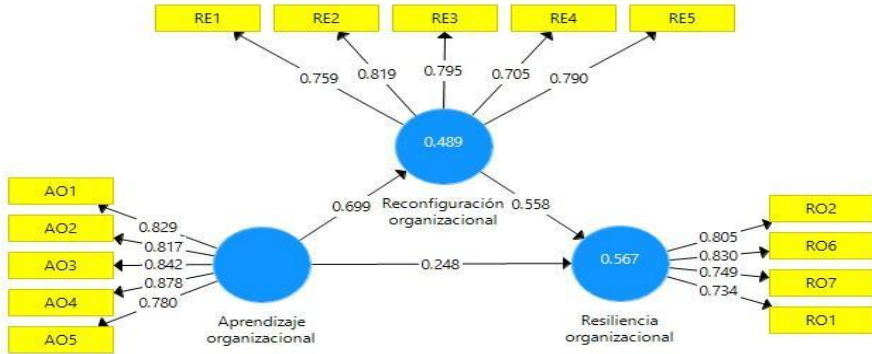 RE1 RE2 RE3 RE4 RE5
0.759 0.819 0.795 0.705 0.790
0.489
Reconfiguración
organizacional
0.699 0.558
AO1
AO2
AO3
AO4
AO5
0.829
0.817
0.842
0.878
0.780
Aprendizaje
organizacional
0.248
0.567
Resiliencia
organizacional
0.805
0.830
0.749
0.734
RO2
RO6
RO7
RO1